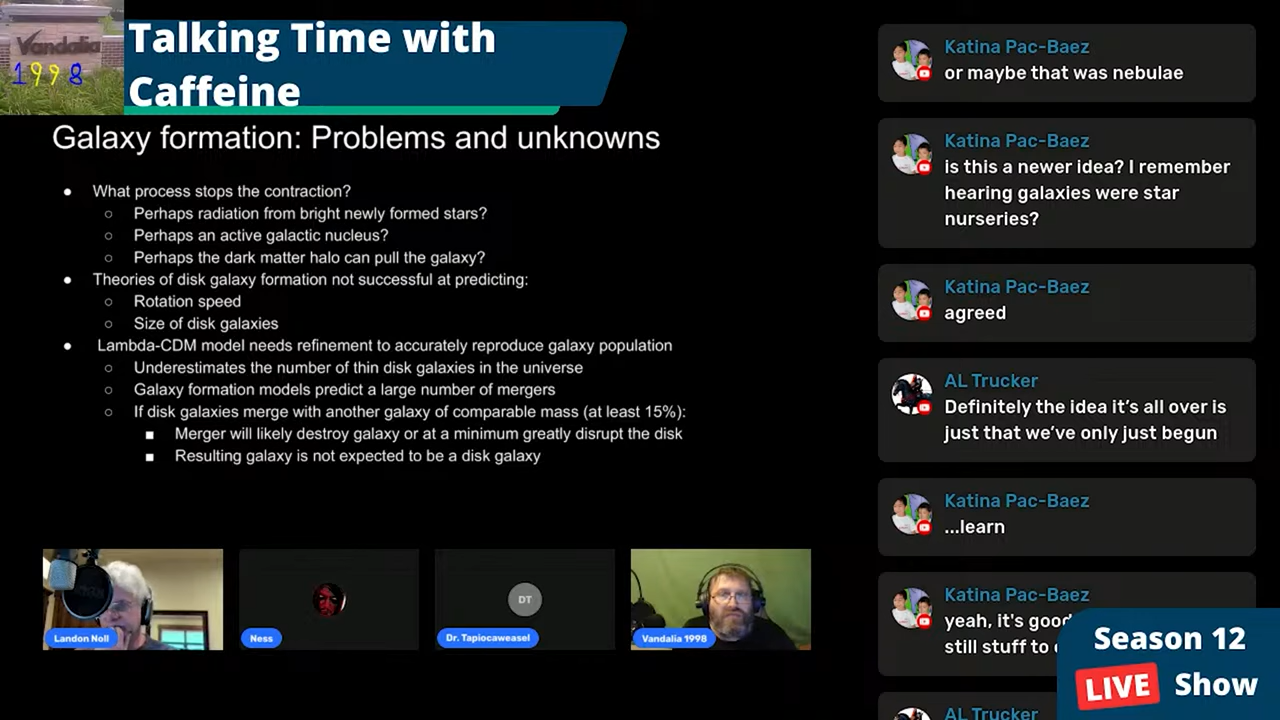 Vandalia
1998
Talking Time with
Caffeine
Galaxy formation: Problems and unknowns
● What process stops the contraction?
○ Perhaps radiation from bright newly formed stars?
○ Perhaps an active galactic nucleus?
○ Perhaps the dark matter halo can pull the galaxy?
● Theories of disk galaxy formation not successful at predicting:
○ Rotation speed
○ Size of disk galaxies
● Lambda-CDM model needs refinement to accurately reproduce galaxy population
○ Underestimates the number of thin disk galaxies in the universe
○ Galaxy formation models predict a large number of mergers
○ If disk galaxies merge with another galaxy of comparable mass (at least 15%):
■ Merger will likely destroy galaxy or at a minimum greatly disrupt the disk
■ Resulting galaxy is not expected to be a disk galaxy
Landon Noll
Ness
DT
Dr. Tapiocaweasel
Vandalia 1998
Katina Pac-Baez
or maybe that was nebulae
Katina Pac-Baez
is this a newer idea? I remember
hearing galaxies were star
nurseries?
Katina Pac-Baez
agreed
AL Trucker
Definitely the idea it’s all over is
just that we’ve only just begun
Katina Pac-Baez
...learn
Katina Pac-Baez
yeah, it's good
still stuff to
AL Trucker
Season 12
LIVE Show